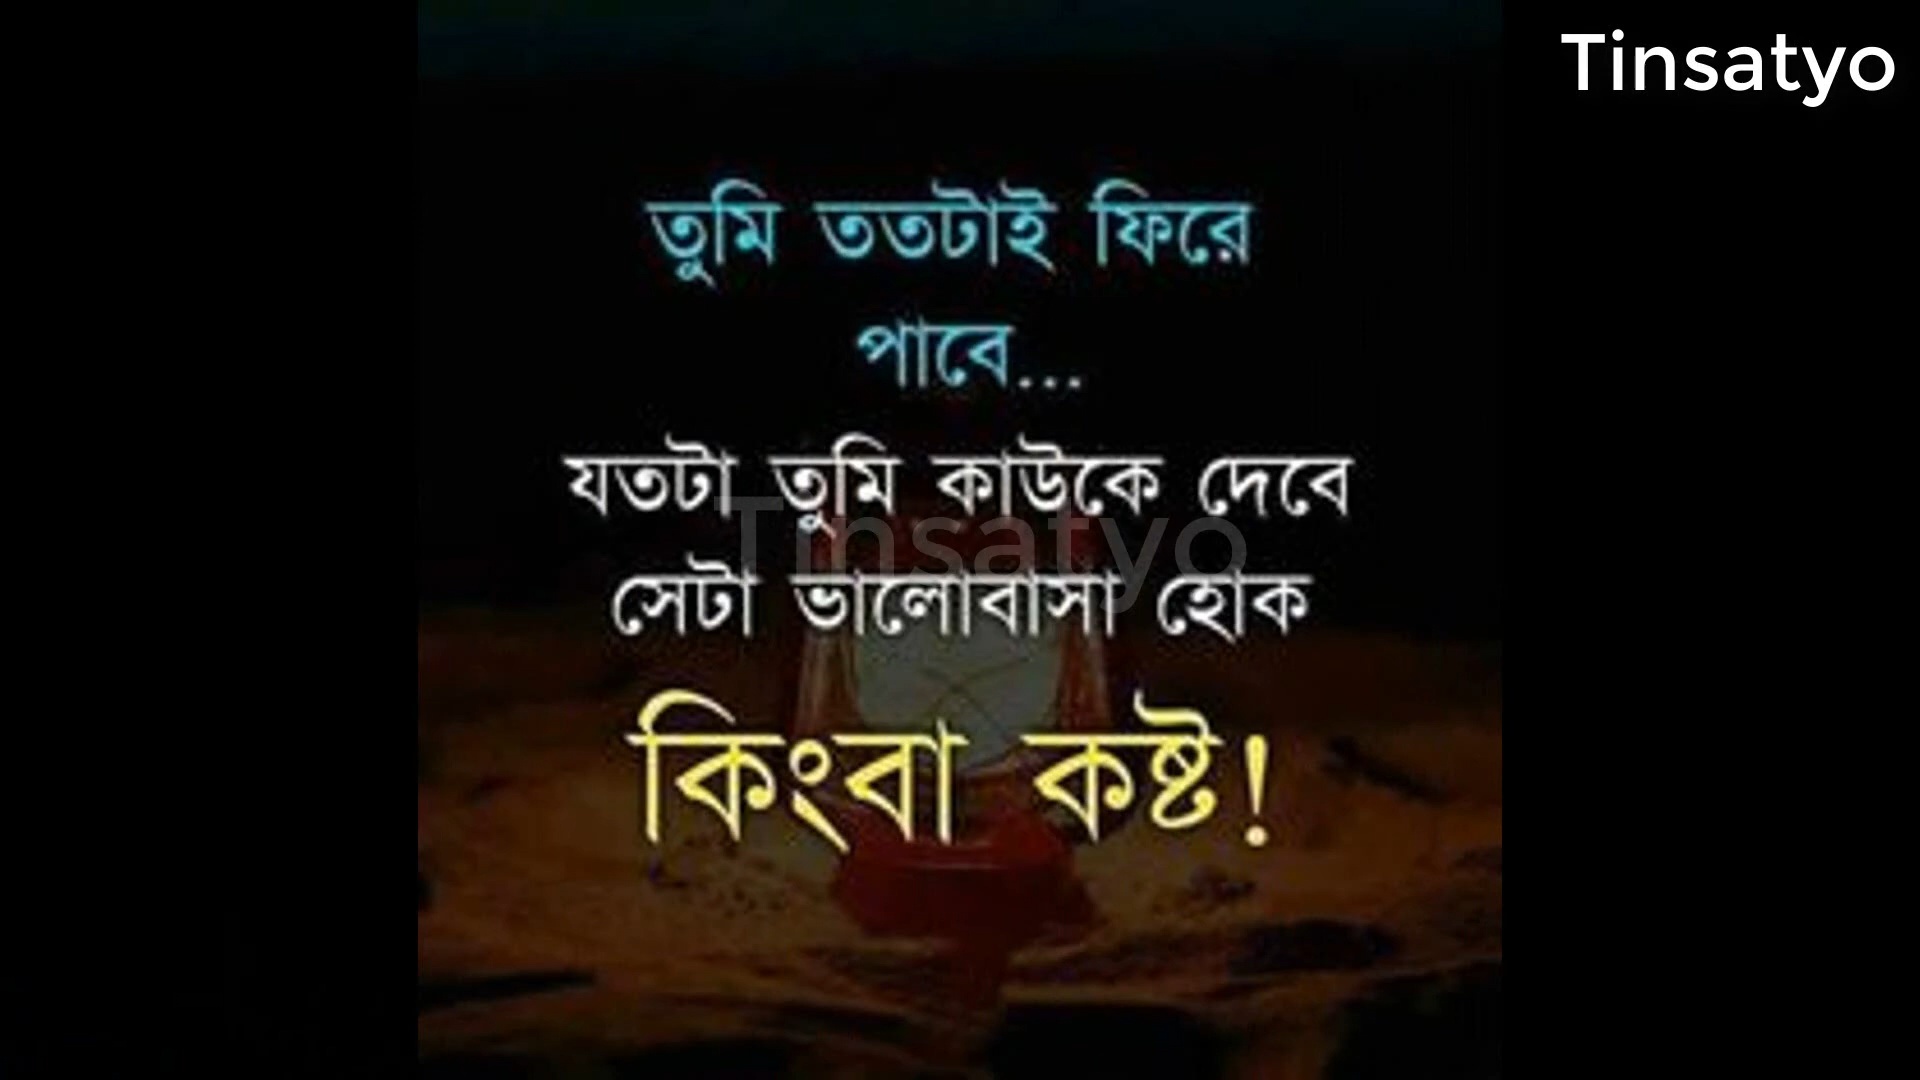 Tinsatyo
তুমি ততটাই ফিরে
পাবে...
যতটা তুমি কাউকে দেবে
Tinsatyo
সেটা ভালোবাসা হোক
কিংবা কষ্ট!